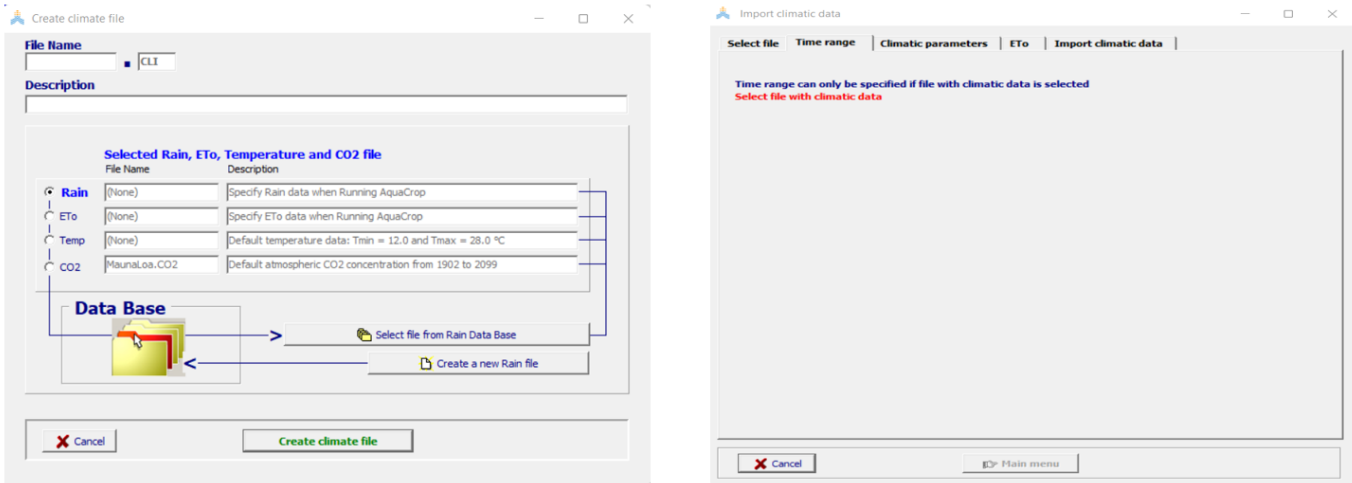 Create climate file
File Name
. CLI
Description
Selected Rain, ETo, Temperature and CO2 file
File Name Description
Rain (None) Specify Rain data when Running AquaCrop
ETo (None) Specify ETo data when Running AquaCrop
Temp (None) Default temperature data: Tmin = 12.0 and Tmax = 28.0 ºC
CO2 MaunaLoa.CO2 Default atmospheric CO2 concentration from 1902 to 2099
Data Base
> Select file from Rain Data Base
< Create a new Rain file
Cancel Create climate file
Import climatic data
Select file Time range Climatic parameters ETo Import climatic data
Time range can only be specified if file with climatic data is selected
Select file with climatic data
Cancel Main menu